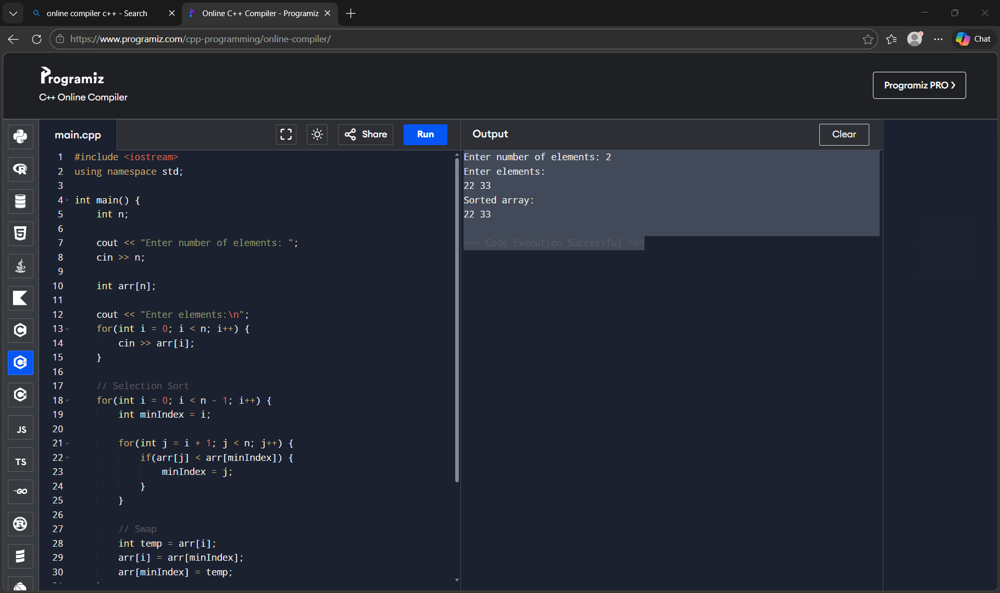 online compiler c++ - Search
Online C++ Compiler - Programiz
https://www.programiz.com/cpp-programming/online-compiler/
Chat
Programiz
C++ Online Compiler
Programiz PRO
main.cpp
Share
Run
Output
Clear
1 #include <iostream>
2 using namespace std;
3
4 int main() {
5     int n;
6
7     cout << "Enter number of elements: ";
8     cin >> n;
9
10     int arr[n];
11
12     cout << "Enter elements:\n";
13     for(int i = 0; i < n; i++) {
14         cin >> arr[i];
15     }
16
17     // Selection Sort
18     for(int i = 0; i < n - 1; i++) {
19         int minIndex = i;
20
21         for(int j = i + 1; j < n; j++) {
22             if(arr[j] < arr[minIndex]) {
23                 minIndex = j;
24             }
25         }
26
27         // Swap
28         int temp = arr[i];
29         arr[i] = arr[minIndex];
30         arr[minIndex] = temp;
Enter number of elements: 2
Enter elements:
22 33
Sorted array:
22 33
=== Code Execution Successful ===
R
5
C
C++
C#
JS
TS
GO
R